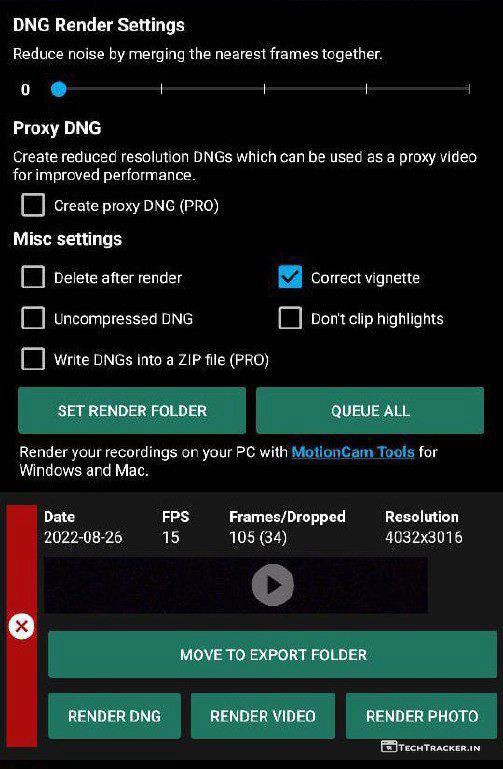 DNG Render Settings
Reduce noise by merging the nearest frames together.
0
Proxy DNG
Create reduced resolution DNGs which can be used as a proxy video
for improved performance.
Create proxy DNG (PRO)
Misc settings
Delete after render Correct vignette
Uncompressed DNG Don't clip highlights
Write DNGs into a ZIP file (PRO)
SET RENDER FOLDER QUEUE ALL
Render your recordings on your PC with MotionCam Tools for
Windows and Mac.
Date FPS Frames/Dropped Resolution
2022-08-26 15 105 (34) 4032x3016
MOVE TO EXPORT FOLDER
RENDER DNG RENDER VIDEO RENDER PHOTO
TECHTRACKER.IN